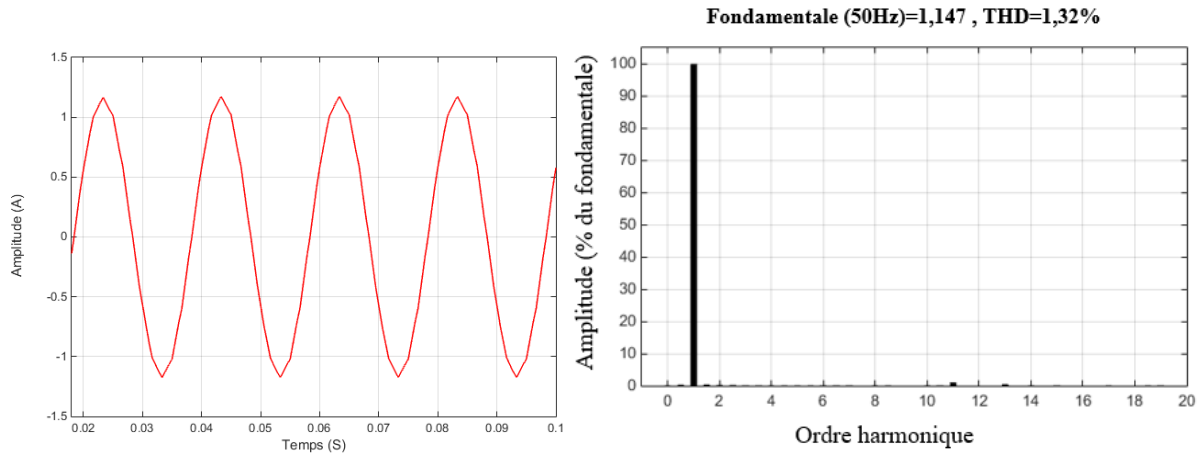 1.5
1
0.5
0
-0.5
-1
-1.5
Amplitude (A)
0.02 0.03 0.04 0.05 0.06 0.07 0.08 0.09 0.1
Temps (S)
Fondamentale (50Hz)=1,147 , THD=1,32%
100
90
80
70
60
50
40
30
20
10
0
Amplitude (% du fondamentale)
0 2 4 6 8 10 12 14 16 18 20
Ordre harmonique